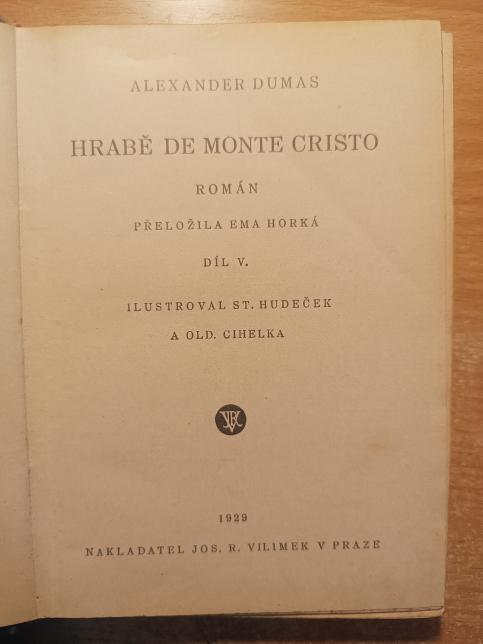 ALEXANDER DUMAS
HRABĚ DE MONTE CRISTO
ROMÁN
PŘELOŽILA EMA HORKÁ
DÍL V.
ILUSTROVAL ST. HUDEČEK
A OLD. CIHELKA
1929
NAKLADATEL JOS. R. VILÍMEK V PRAZE